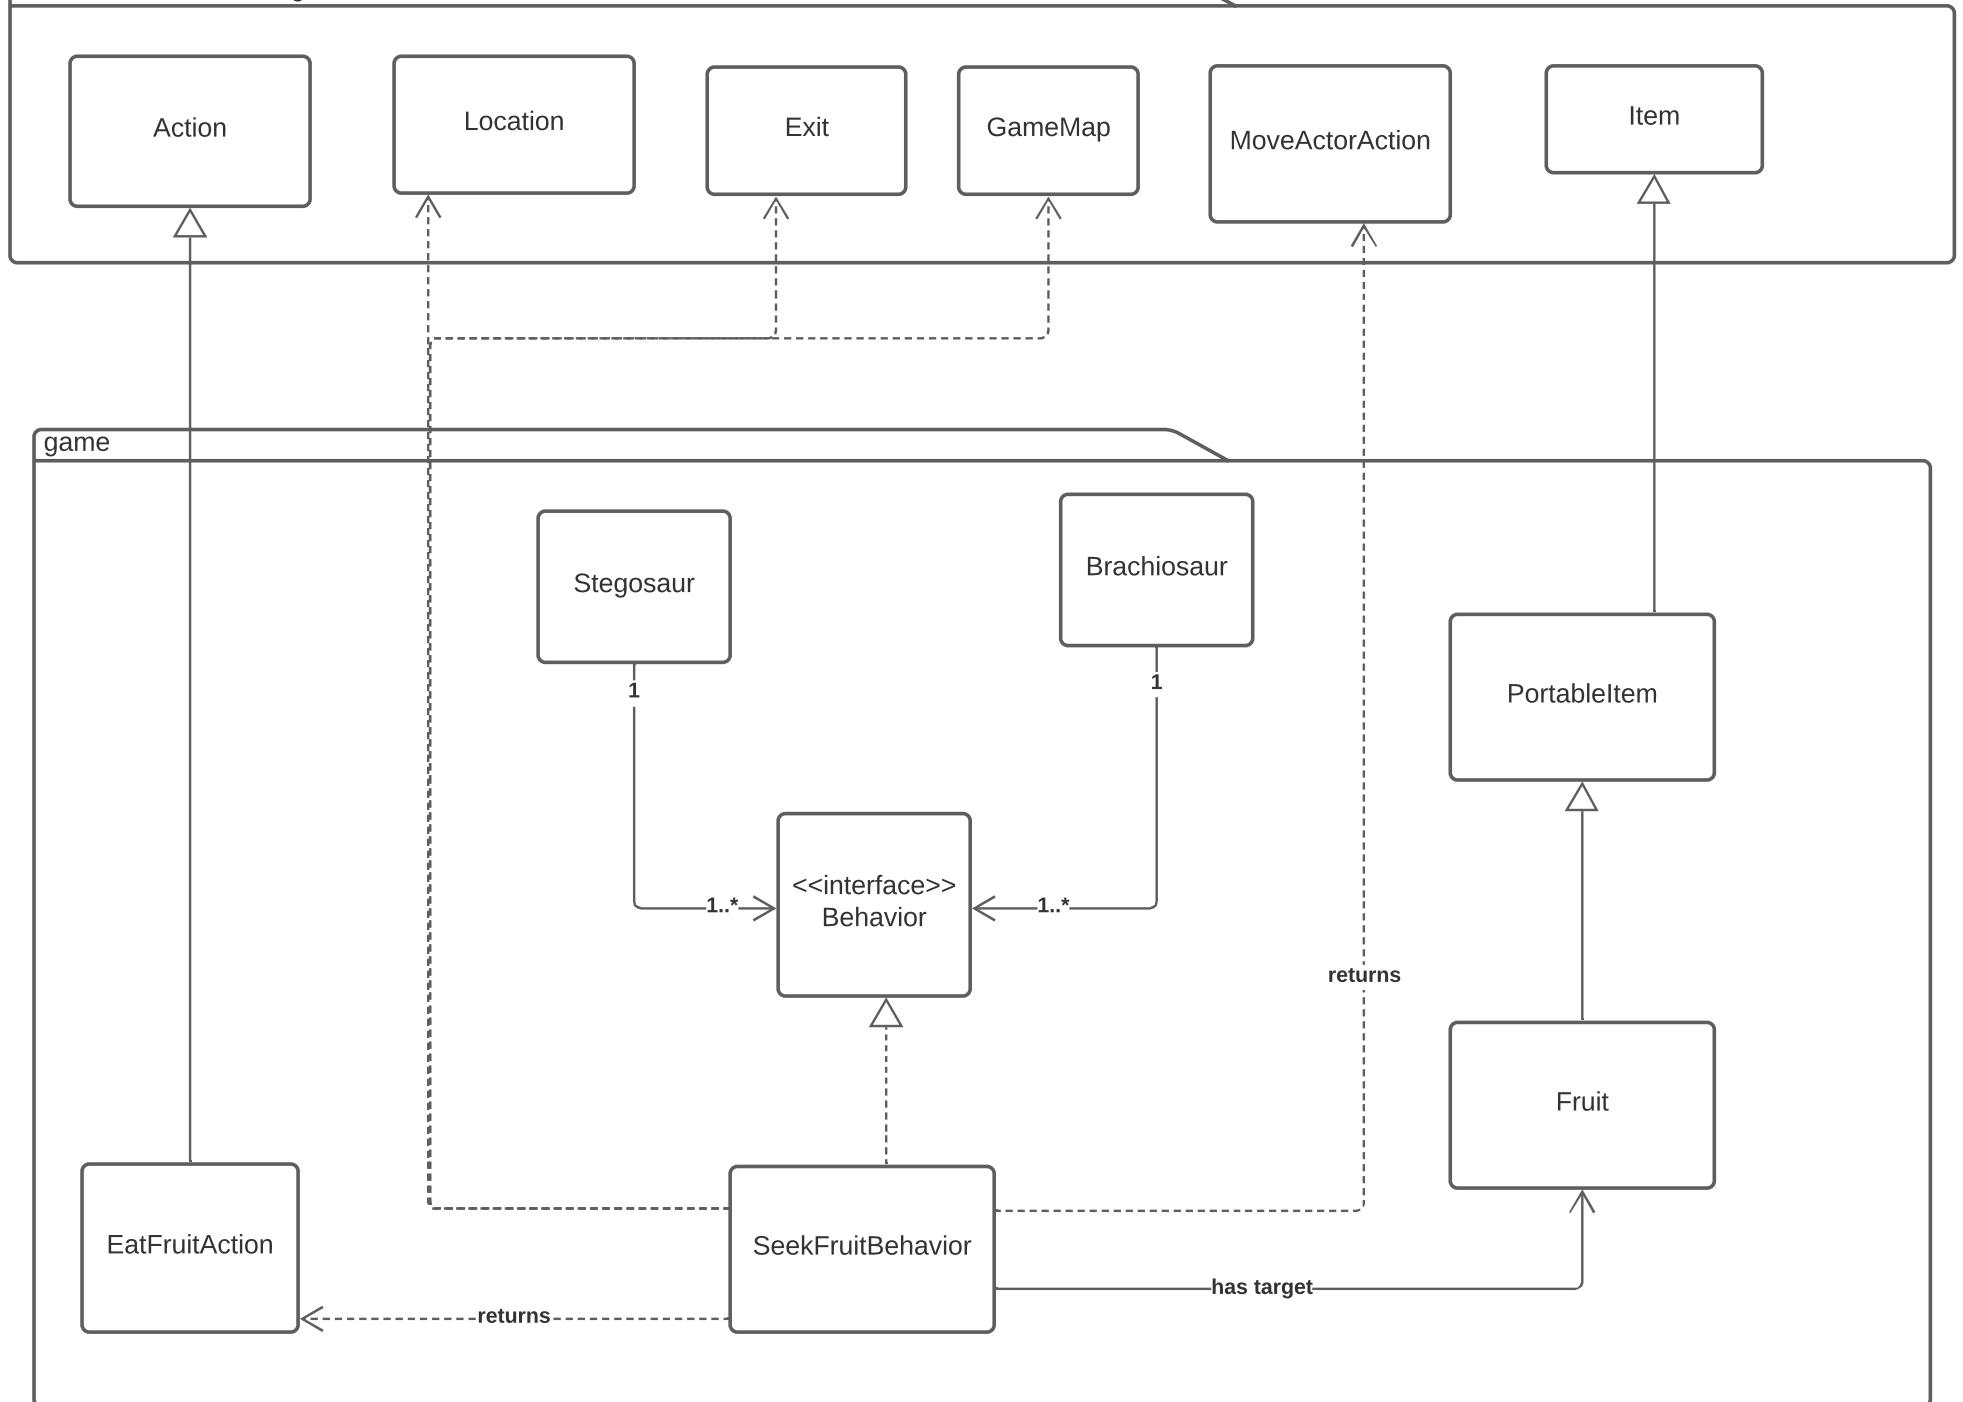 Action
Location
Exit
GameMap
MoveActorAction
Item
game
Stegosaur
Brachiosaur
1
1
PortableItem
<<interface>>
Behavior
1..*
1..*
returns
Fruit
EatFruitAction
SeekFruitBehavior
has target
returns